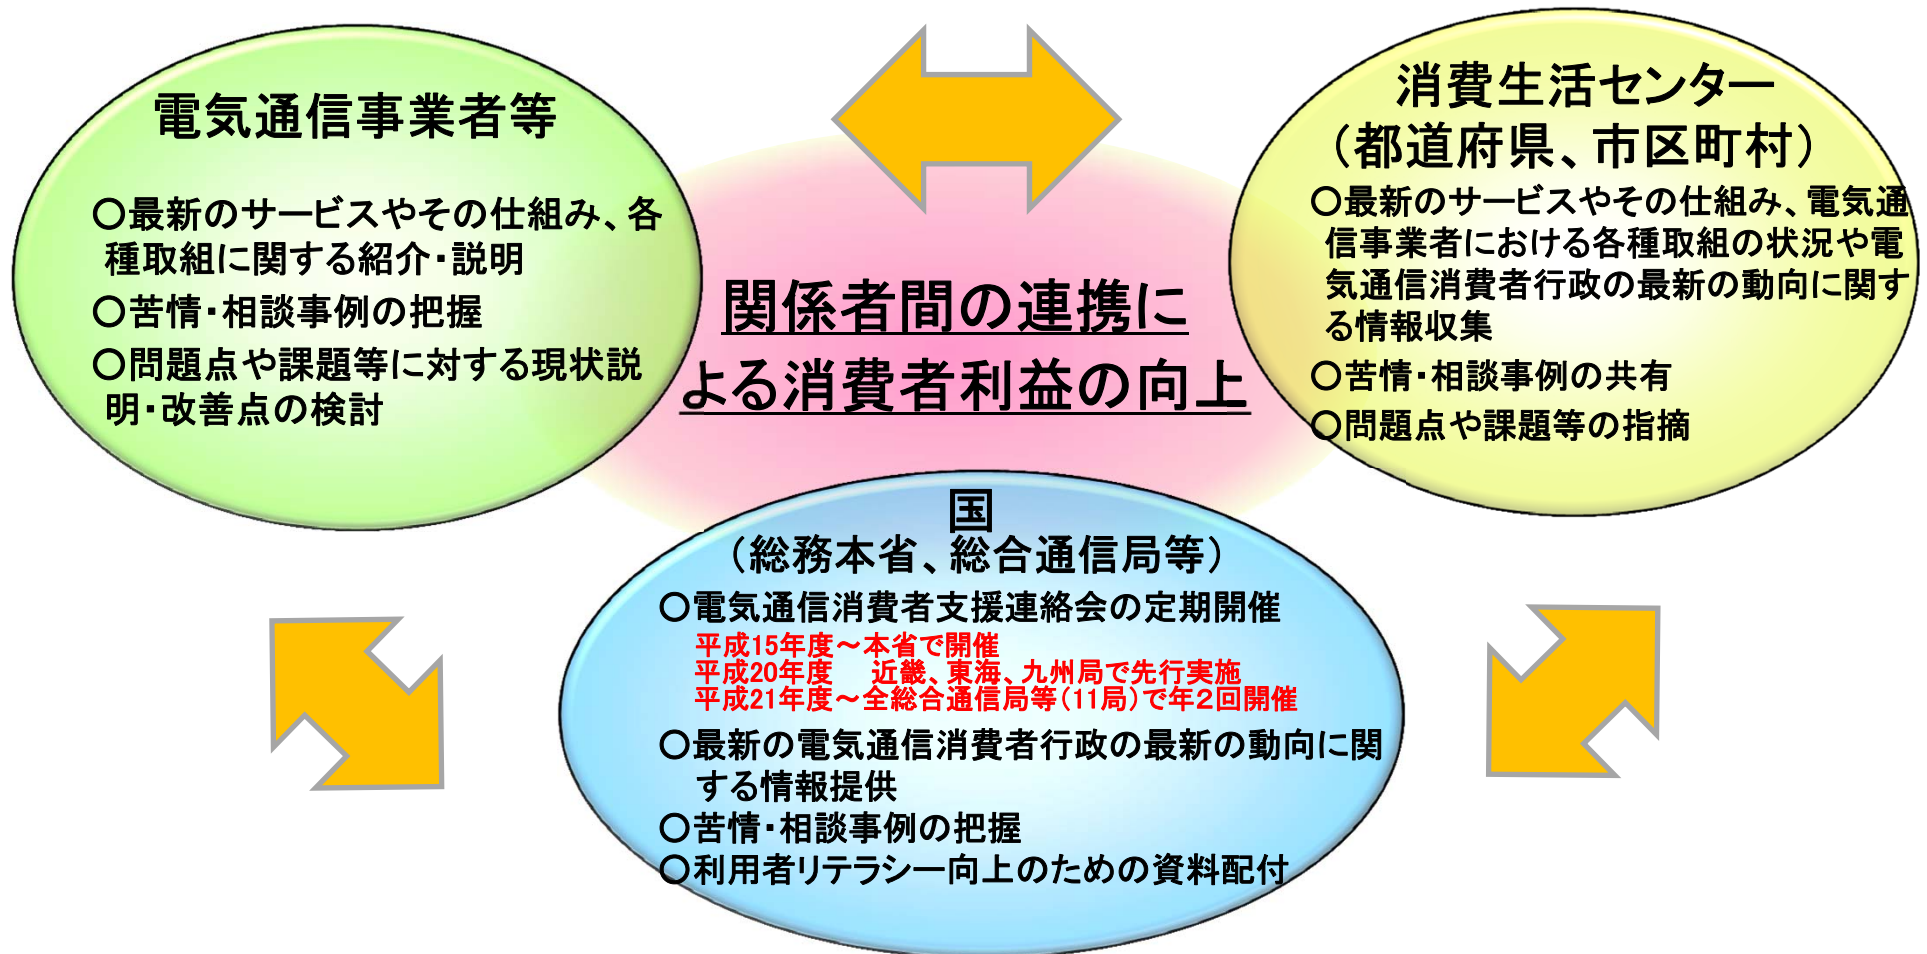 電気通信事業者等
〇最新のサービスやその仕組み、各
種取組に関する紹介・説明
〇苦情・相談事例の把握
〇問題点や課題等に対する現状説
明・改善点の検討
消費生活センター
（都道府県、市区町村）
〇最新のサービスやその仕組み、電気通
信事業者における各種取組の状況や電
気通信消費者行政の最新の動向に関す
る情報収集
〇苦情・相談事例の共有
〇問題点や課題等の指摘
関係者間の連携に
よる消費者利益の向上
国
（総務本省、総合通信局等）
〇電気通信消費者支援連絡会の定期開催
平成15年度～本省で開催
平成20年度　近畿、東海、九州局で先行実施
平成21年度～全総合通信局等（11局）で年２回開催
〇最新の電気通信消費者行政の最新の動向に関
する情報提供
〇苦情・相談事例の把握
〇利用者リテラシー向上のための資料配付